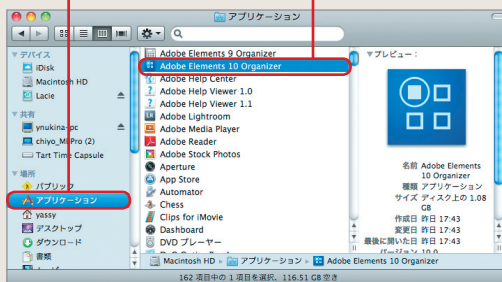 アプリケーション
デバイス
iDisk
Macintosh HD
Lacie
共有
ynukina-pc
chiyo_MBPro (2)
Tart Time Capsule
場所
パブリック
アプリケーション
yassy
デスクトップ
ダウンロード
書類
Adobe Elements 9 Organizer
Adobe Elements 10 Organizer
Adobe Help Center
Adobe Help Viewer 1.0
Adobe Help Viewer 1.1
Adobe Lightroom
Adobe Media Player
Adobe Reader
Adobe Stock Photos
Aperture
App Store
Automator
Chess
Clips for iMovie
Dashboard
DVD プレーヤー
プレビュー：
名前 Adobe Elements
10 Organizer
種類 アプリケーション
サイズ ディスク上の 1.08
GB
作成日 昨日 17:43
変更日 昨日 17:43
最後に開いた日 昨日 17:43
バージョン 10.0
Macintosh HD ▸ アプリケーション ▸ Adobe Elements 10 Organizer
162 項目中の 1 項目を選択、116.51 GB 空き